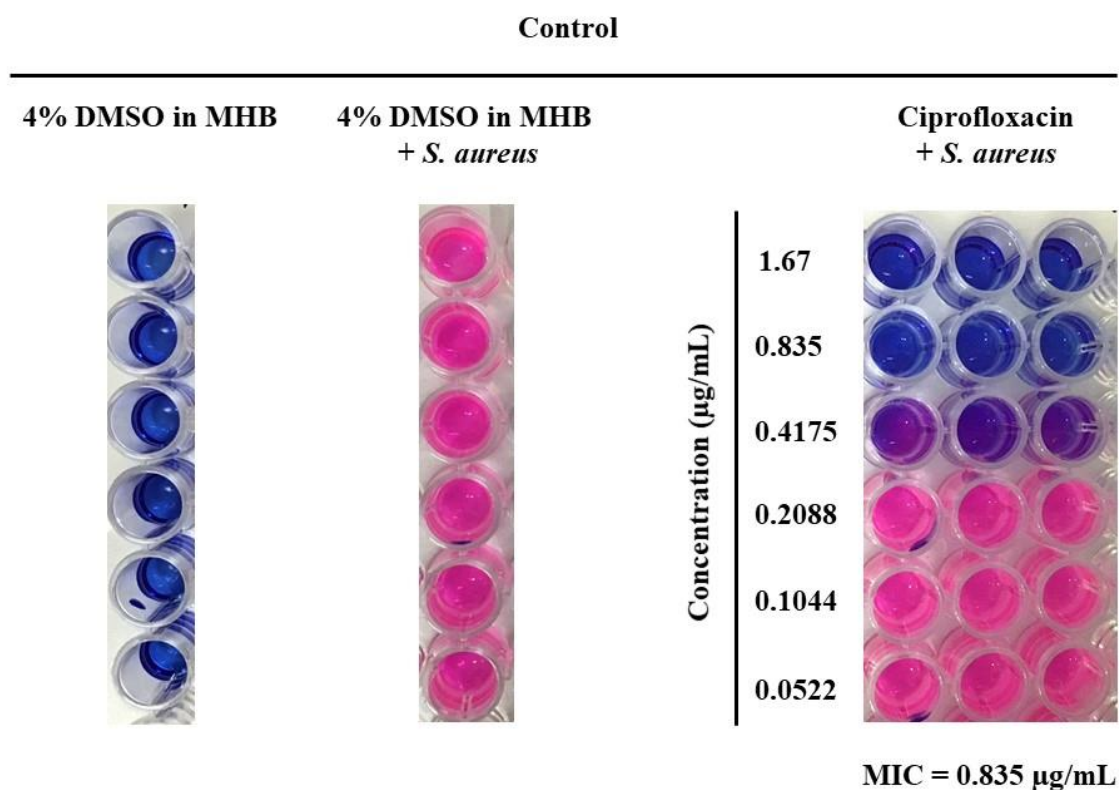 Control
4% DMSO in MHB
4% DMSO in MHB
+ S. aureus
Ciprofloxacin
+ S. aureus
Concentration (µg/mL)
1.67
0.835
0.4175
0.2088
0.1044
0.0522
MIC = 0.835 µg/mL